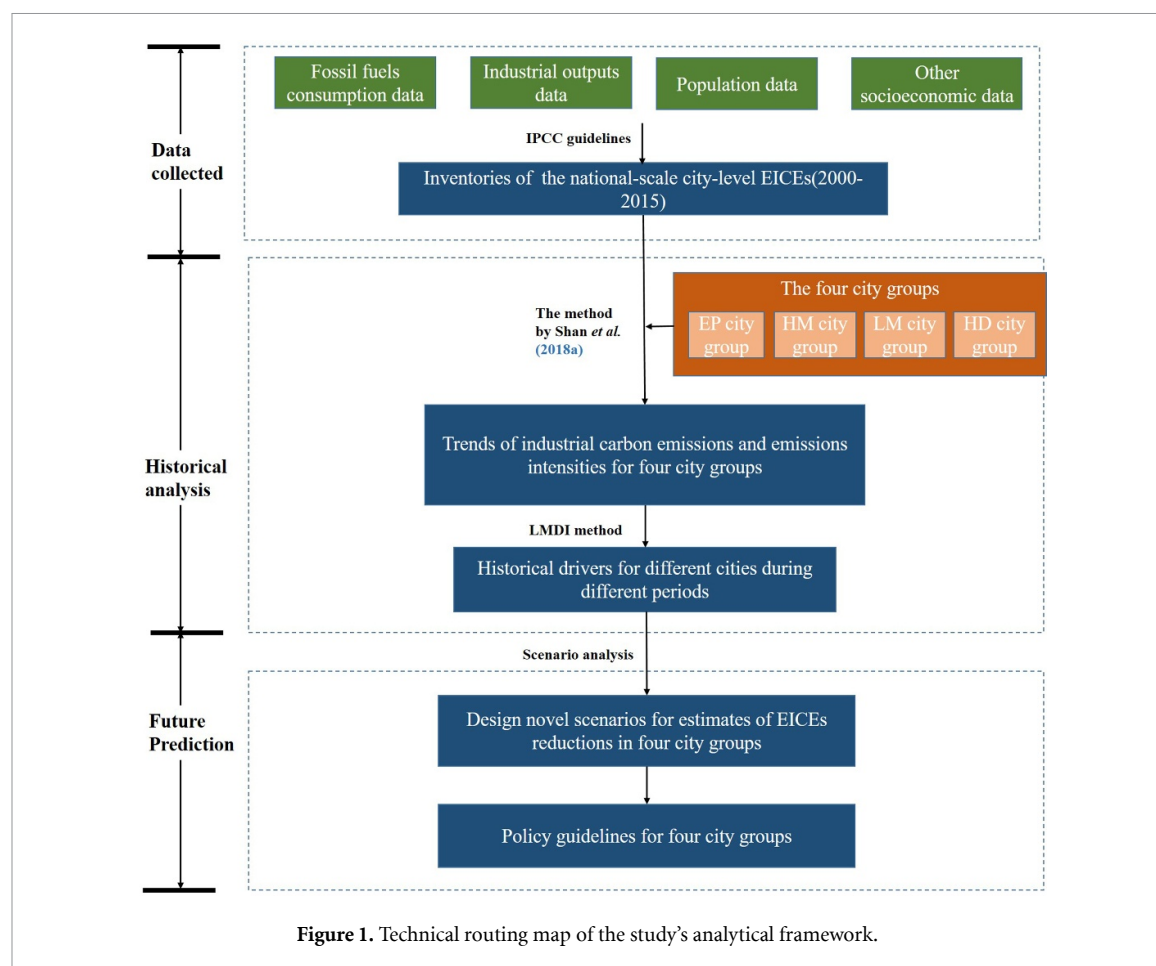 Fossil fuels
consumption data
Industrial outputs
data
Population data
Other
socioeconomic data
IPCC guidelines
Data
collected
Inventories of the national-scale city-level EICEs(2000-
2015)
The four city groups
The method
by Shan et al.
(2018a)
EP city
group
HM city
group
LM city
group
HD city
group
Trends of industrial carbon emissions and emissions
intensities for four city groups
Historical
analysis
LMDI method
Historical drivers for different cities during
different periods
Scenario analysis
Future
Prediction
Design novel scenarios for estimates of EICEs
reductions in four city groups
Policy guidelines for four city groups
Figure 1. Technical routing map of the study's analytical framework.